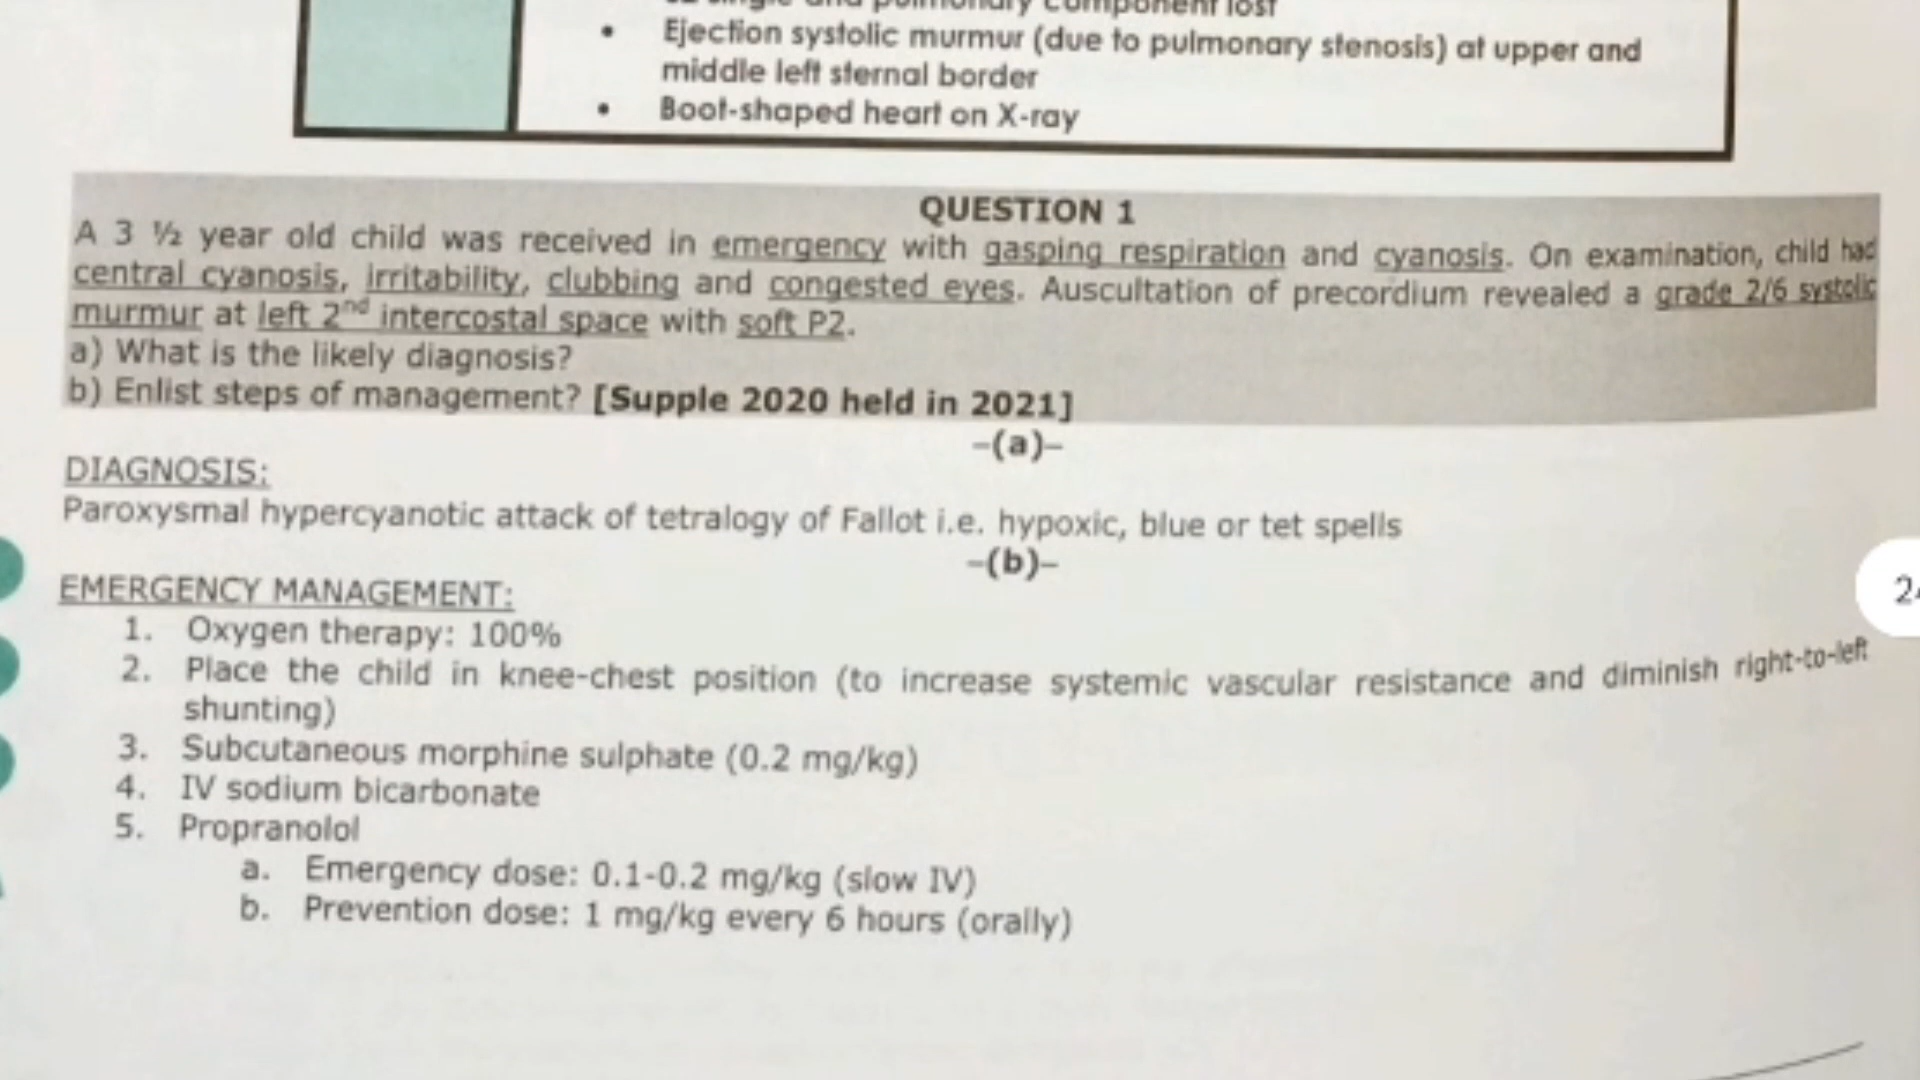 S2 single and pulmonary component lost
• Ejection systolic murmur (due to pulmonary stenosis) at upper and
middle left sternal border
• Boot-shaped heart on X-ray
QUESTION 1
A 3 ½ year old child was received in emergency with gasping respiration and cyanosis. On examination, child had
central cyanosis, irritability, clubbing and congested eyes. Auscultation of precordium revealed a grade 2/6 systolic
murmur at left 2nd intercostal space with soft P2.
a) What is the likely diagnosis?
b) Enlist steps of management? [Supple 2020 held in 2021]
-(a)-
DIAGNOSIS:
Paroxysmal hypercyanotic attack of tetralogy of Fallot i.e. hypoxic, blue or tet spells
-(b)-
EMERGENCY MANAGEMENT:
1. Oxygen therapy: 100%
2. Place the child in knee-chest position (to increase systemic vascular resistance and diminish right-to-left
shunting)
3. Subcutaneous morphine sulphate (0.2 mg/kg)
4. IV sodium bicarbonate
5. Propranolol
a. Emergency dose: 0.1-0.2 mg/kg (slow IV)
b. Prevention dose: 1 mg/kg every 6 hours (orally)